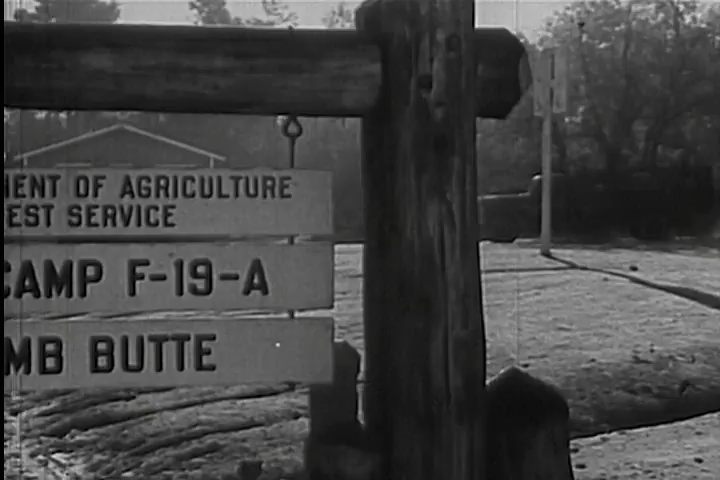 MENT OF AGRICULTURE
EST SERVICE
CAMP F-19-A
MB BUTTE